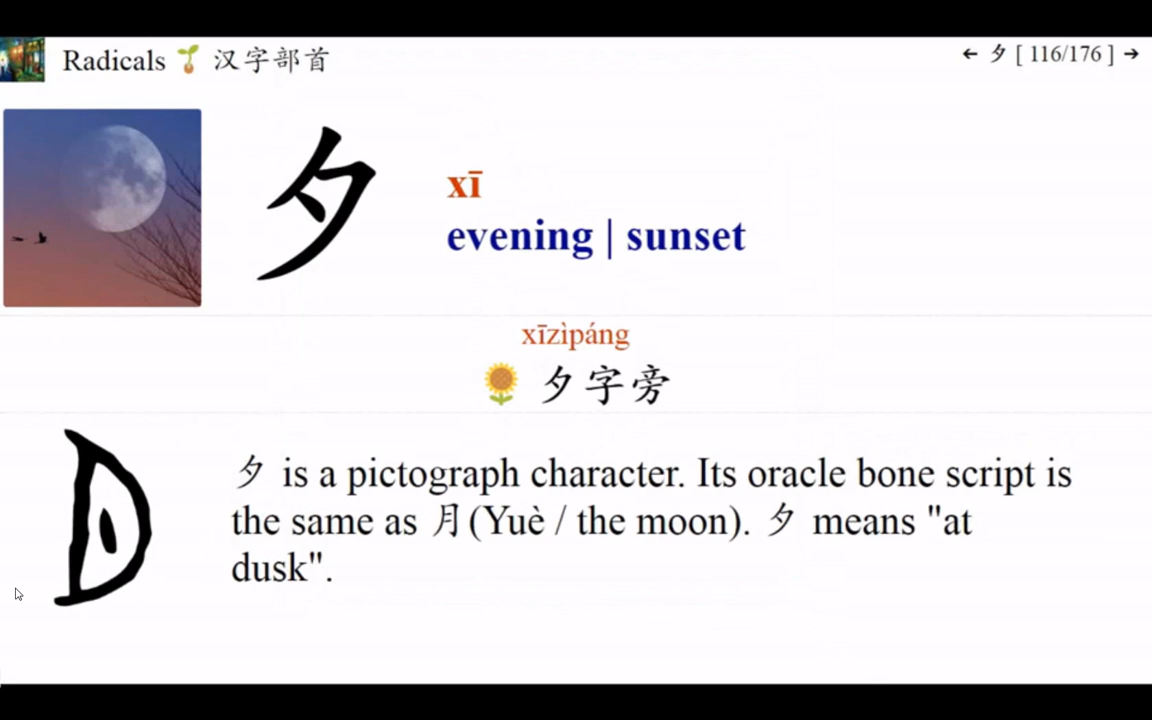 Radicals 🌱 汉字部首
← 夕 [ 116/176 ] →
夕
xī
evening | sunset
xīzìpáng
🌻 夕字旁
夕 is a pictograph character. Its oracle bone script is
the same as 月(Yuè / the moon). 夕 means "at
dusk".